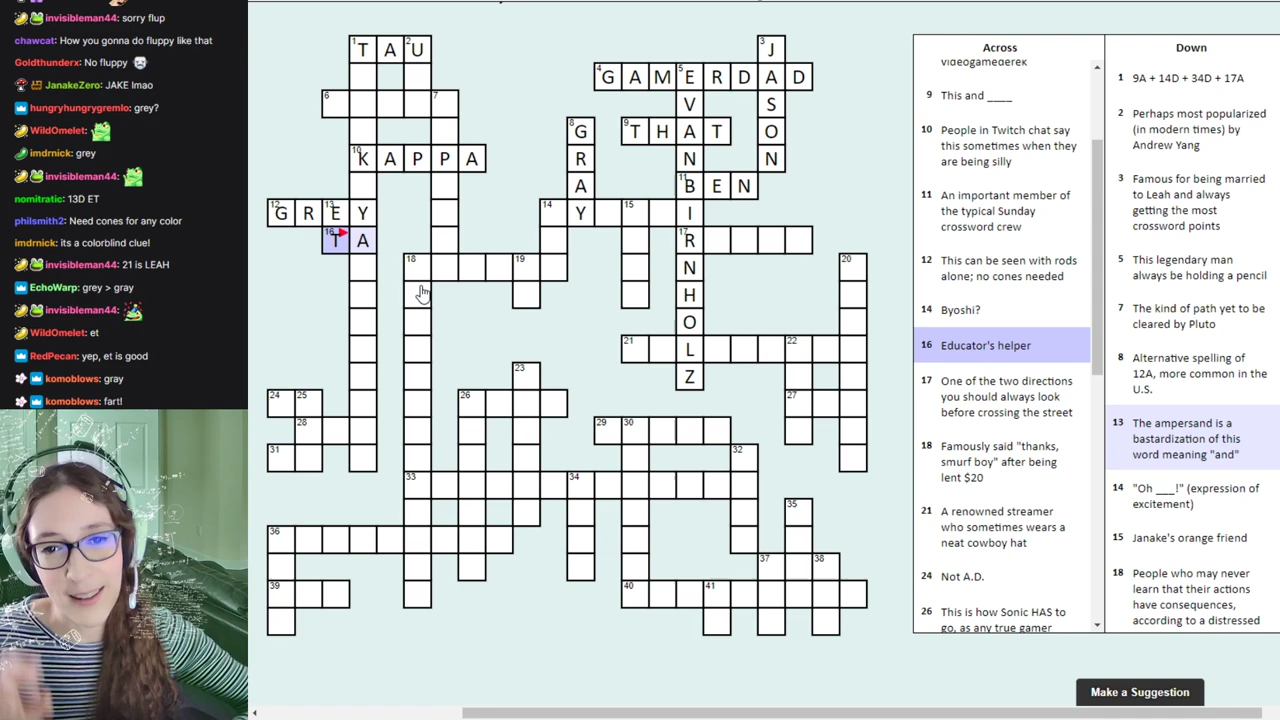 invisibleman44: sorry flup
chawcat: How you gonna do fluppy like that
Goldthunderx: No fluppy
JanakeZero: JAKE lmao
hungryhungrygremlo: grey?
WildOmelet:
imdrnick: grey
invisibleman44:
nomitratic: 13D ET
philsmith2: Need cones for any color
imdrnick: its a colorblind clue!
invisibleman44: 21 is LEAH
EchoWarp: grey > gray
invisibleman44:
WildOmelet: et
RedPecan: yep, et is good
komoblows: gray
komoblows: fart!
1 T A 2 U 3 J
4 G A M 5 E R D A D
6 7 V S
8 G 9 T H A T O
10 K A P P A R N N
A 11 B E N
12 G R 13 E Y 14 Y 15 I
16 T A 17 R
18 19 N 20
H
O
21 L 22
23 Z
24 25 26 27
28 29 30
31 32
33 34
35
36
37 38
39 40 41
Across
videogamederek
9 This and ____
10 People in Twitch chat say
this sometimes when they
are being silly
11 An important member of
the typical Sunday
crossword crew
12 This can be seen with rods
alone; no cones needed
14 Byoshi?
16 Educator's helper
17 One of the two directions
you should always look
before crossing the street
18 Famously said "thanks,
smurf boy" after being
lent $20
21 A renowned streamer
who sometimes wears a
neat cowboy hat
24 Not A.D.
26 This is how Sonic HAS to
go, as any true gamer
Down
1 9A + 14D + 34D + 17A
2 Perhaps most popularized
(in modern times) by
Andrew Yang
3 Famous for being married
to Leah and always
getting the most
crossword points
5 This legendary man
always be holding a pencil
7 The kind of path yet to be
cleared by Pluto
8 Alternative spelling of
12A, more common in the
U.S.
13 The ampersand is a
bastardization of this
word meaning "and"
14 "Oh ___!" (expression of
excitement)
15 Janake's orange friend
18 People who may never
learn that their actions
have consequences,
according to a distressed
Make a Suggestion